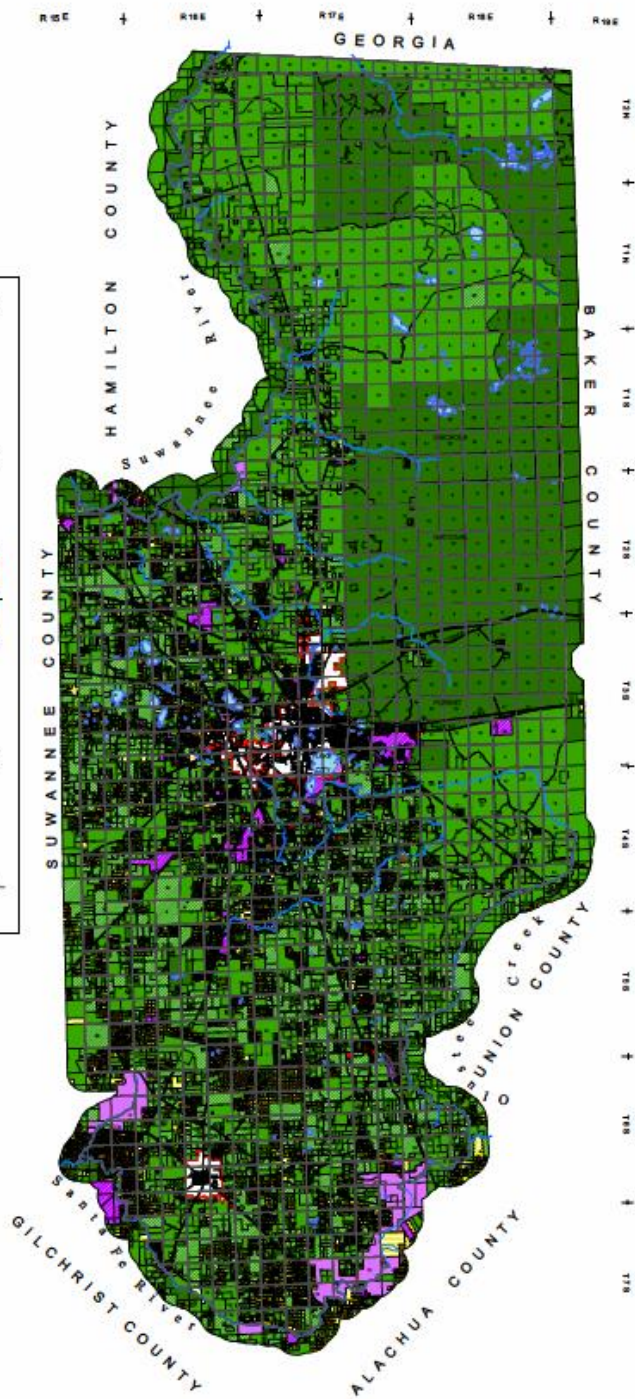 R15E R16E R17E R18E R19E
GEORGIA
T2N
T1N
T1S
T2S
T3S
T4S
T5S
T6S
T7S
HAMILTON COUNTY
Suwannee River
BAKER COUNTY
SUWANNEE COUNTY
UNION COUNTY
Creek
Santa Fe River
GILCHRIST COUNTY
ALACHUA COUNTY